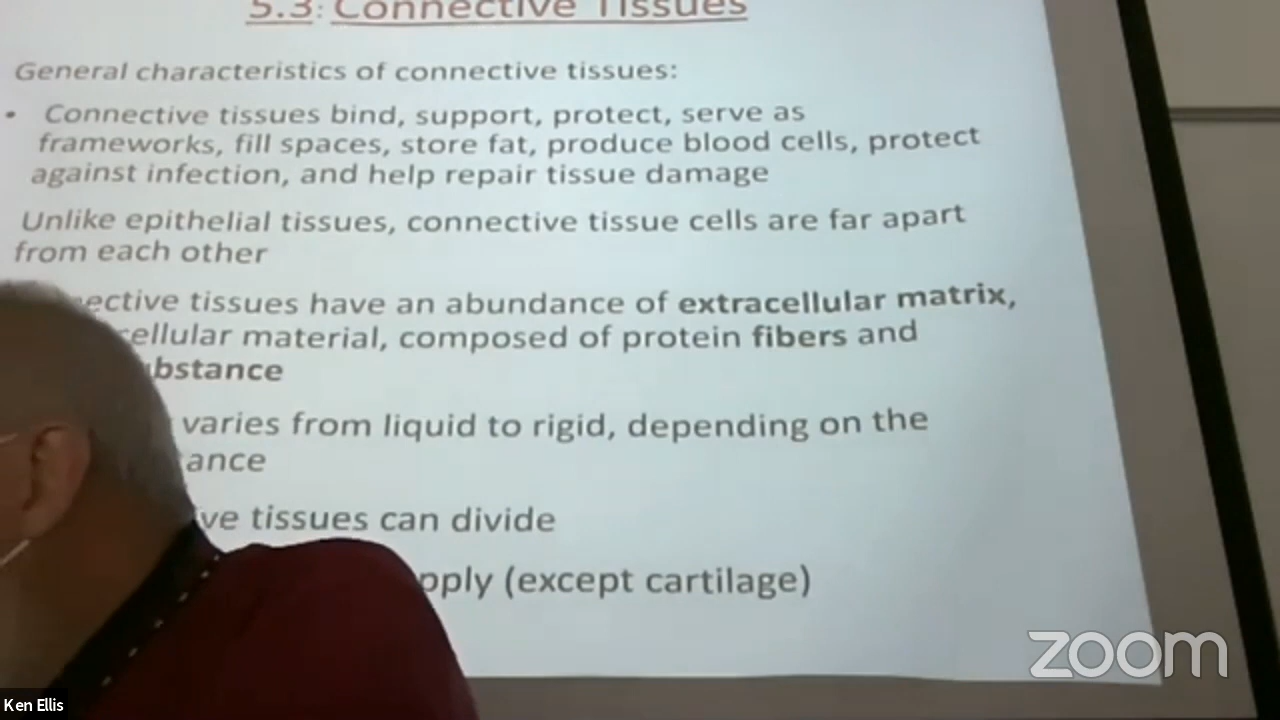 5.3: Connective Tissues
General characteristics of connective tissues:
• Connective tissues bind, support, protect, serve as
frameworks, fill spaces, store fat, produce blood cells, protect
against infection, and help repair tissue damage
Unlike epithelial tissues, connective tissue cells are far apart
from each other
ective tissues have an abundance of extracellular matrix,
cellular material, composed of protein fibers and
bstance
varies from liquid to rigid, depending on the
ance
ve tissues can divide
pply (except cartilage)
zoom
Ken Ellis